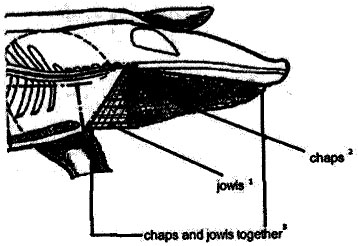 chaps ²
jowls ¹
chaps and jowls together ³